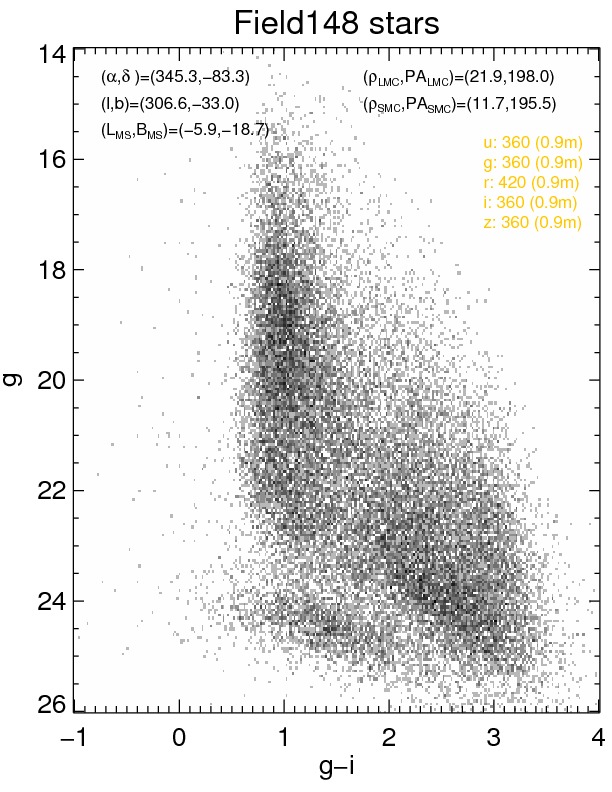 Field148 stars
(α,δ )=(345.3,−83.3)
(ρLMC,PALMC)=(21.9,198.0)
(l,b)=(306.6,−33.0)
(ρSMC,PASMC)=(11.7,195.5)
(LMS,BMS)=(−5.9,−18.7)
u: 360 (0.9m)
g: 360 (0.9m)
r: 420 (0.9m)
i: 360 (0.9m)
z: 360 (0.9m)
14
16
18
20
22
24
26
g
−1 0 1 2 3 4
g−i